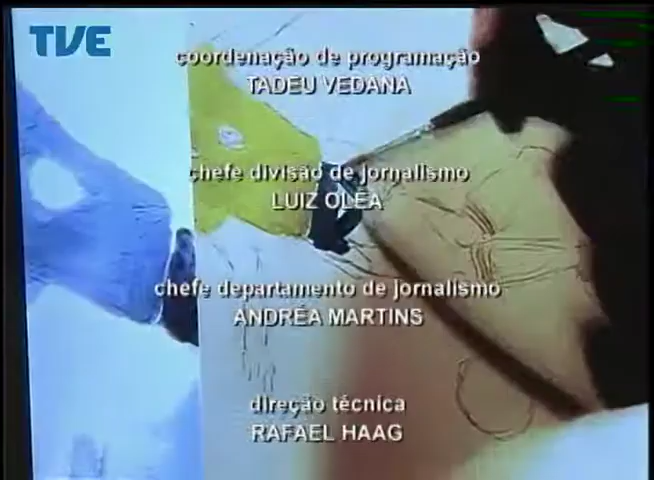 TVE
coordenação de programação
TADEU VEDANA
chefe divisão de jornalismo
LUIZ OLÉA
chefe departamento de jornalismo
ANDRÉA MARTINS
direção técnica
RAFAEL HAAG